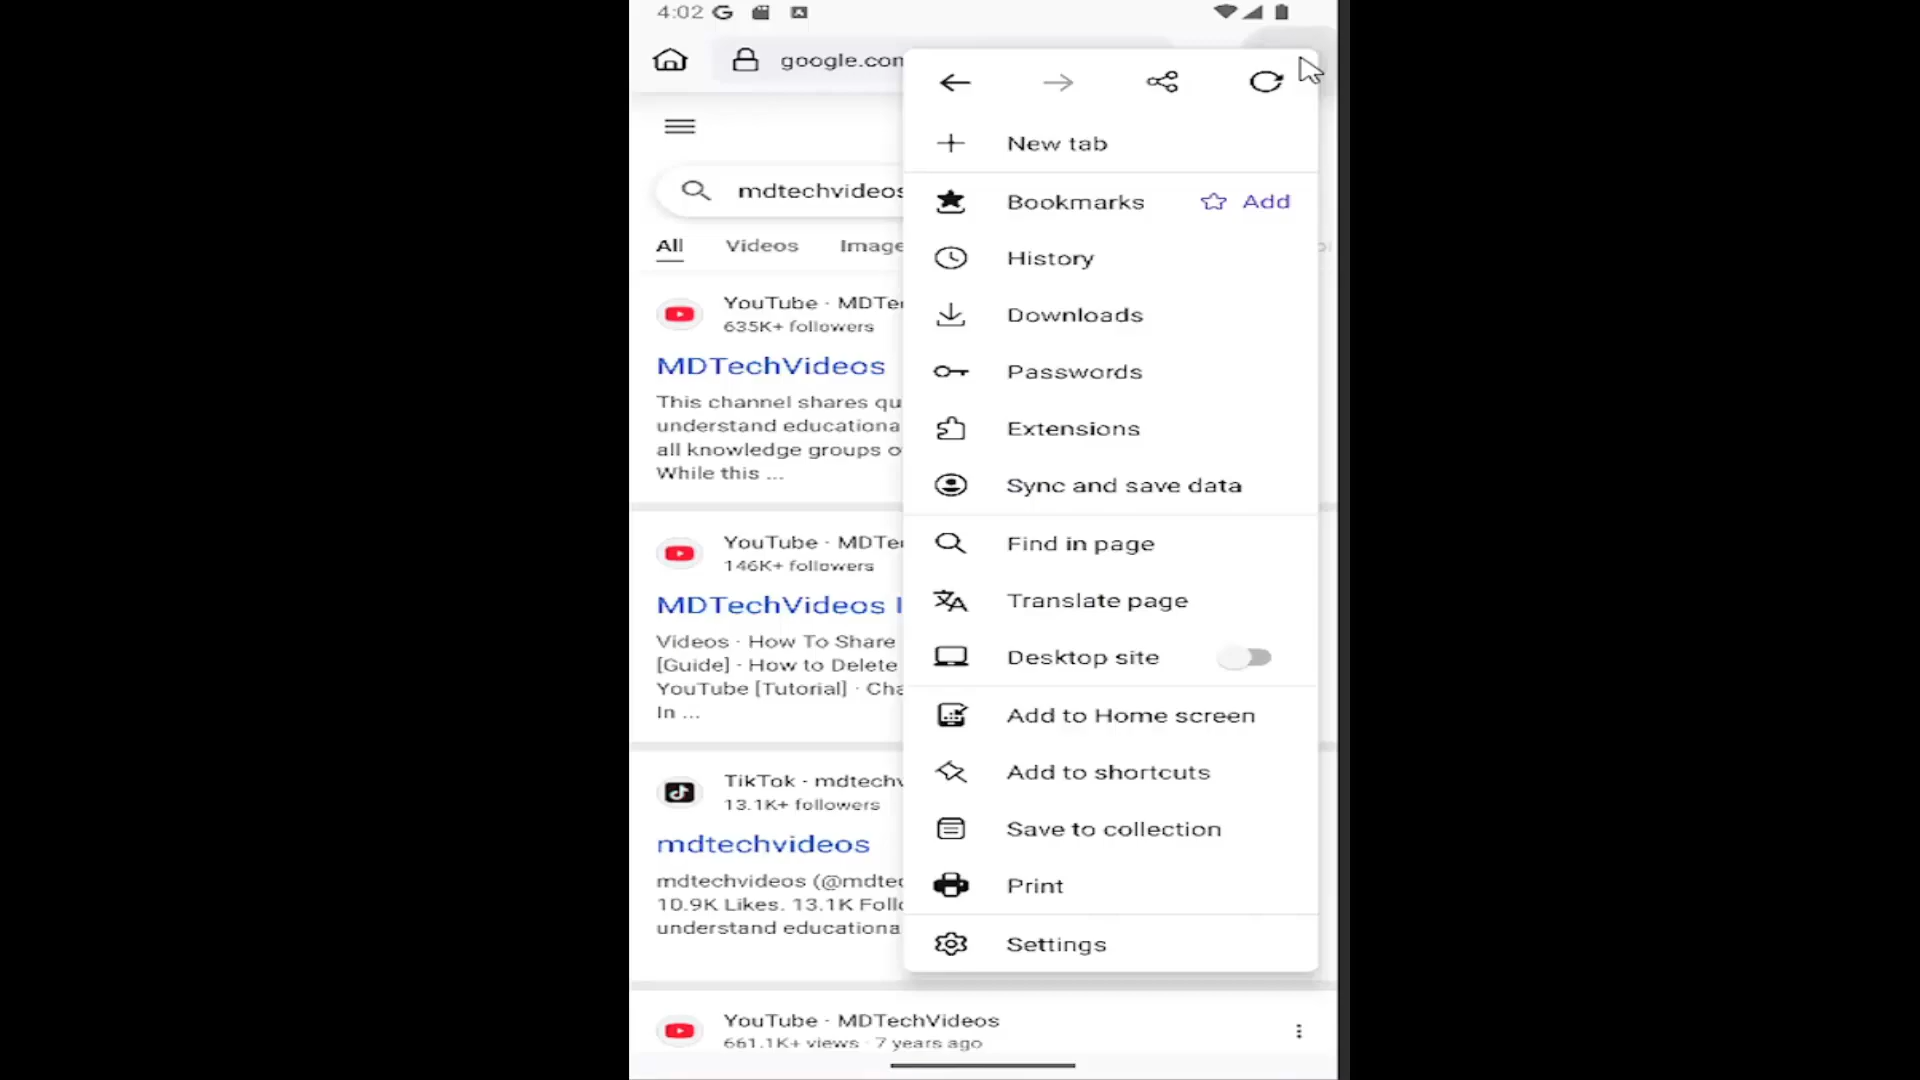 4:02
google.com
New tab
mdtechvideos
Bookmarks
Add
All
Videos
Image
History
YouTube · MDTe
635K+ followers
Downloads
MDTechVideos
Passwords
This channel shares qu
understand educationa
all knowledge groups o
While this ...
Extensions
Sync and save data
YouTube · MDTe
146K+ followers
Find in page
MDTechVideos
Translate page
Videos · How To Share
[Guide] · How to Delete
YouTube [Tutorial] · Cha
In ...
Desktop site
Add to Home screen
TikTok · mdtechv
13.1K+ followers
Add to shortcuts
mdtechvideos
Save to collection
mdtechvideos (@mdtec
10.9K Likes. 13.1K Follo
understand educationa
Print
Settings
YouTube · MDTechVideos
661.1K+ views · 7 years ago